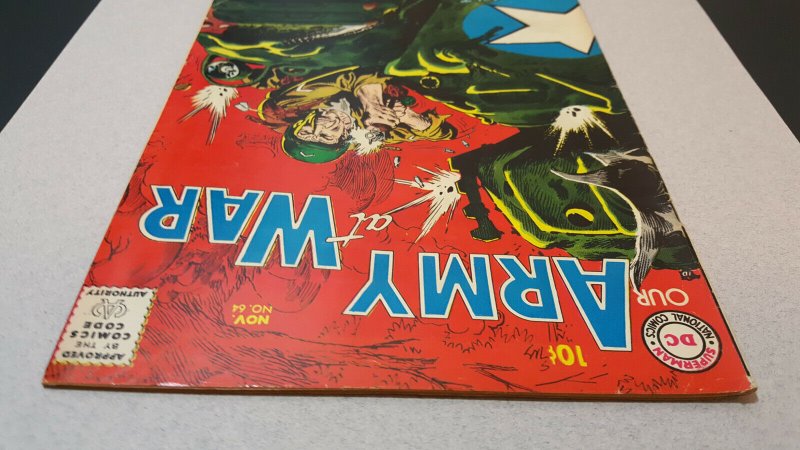 SUPERMAN
DC
NATIONAL COMICS
10¢
OUR
ARMY
at WAR
NOV.
NO. 64
APPROVED
BY THE
COMICS
CODE
AUTHORITY